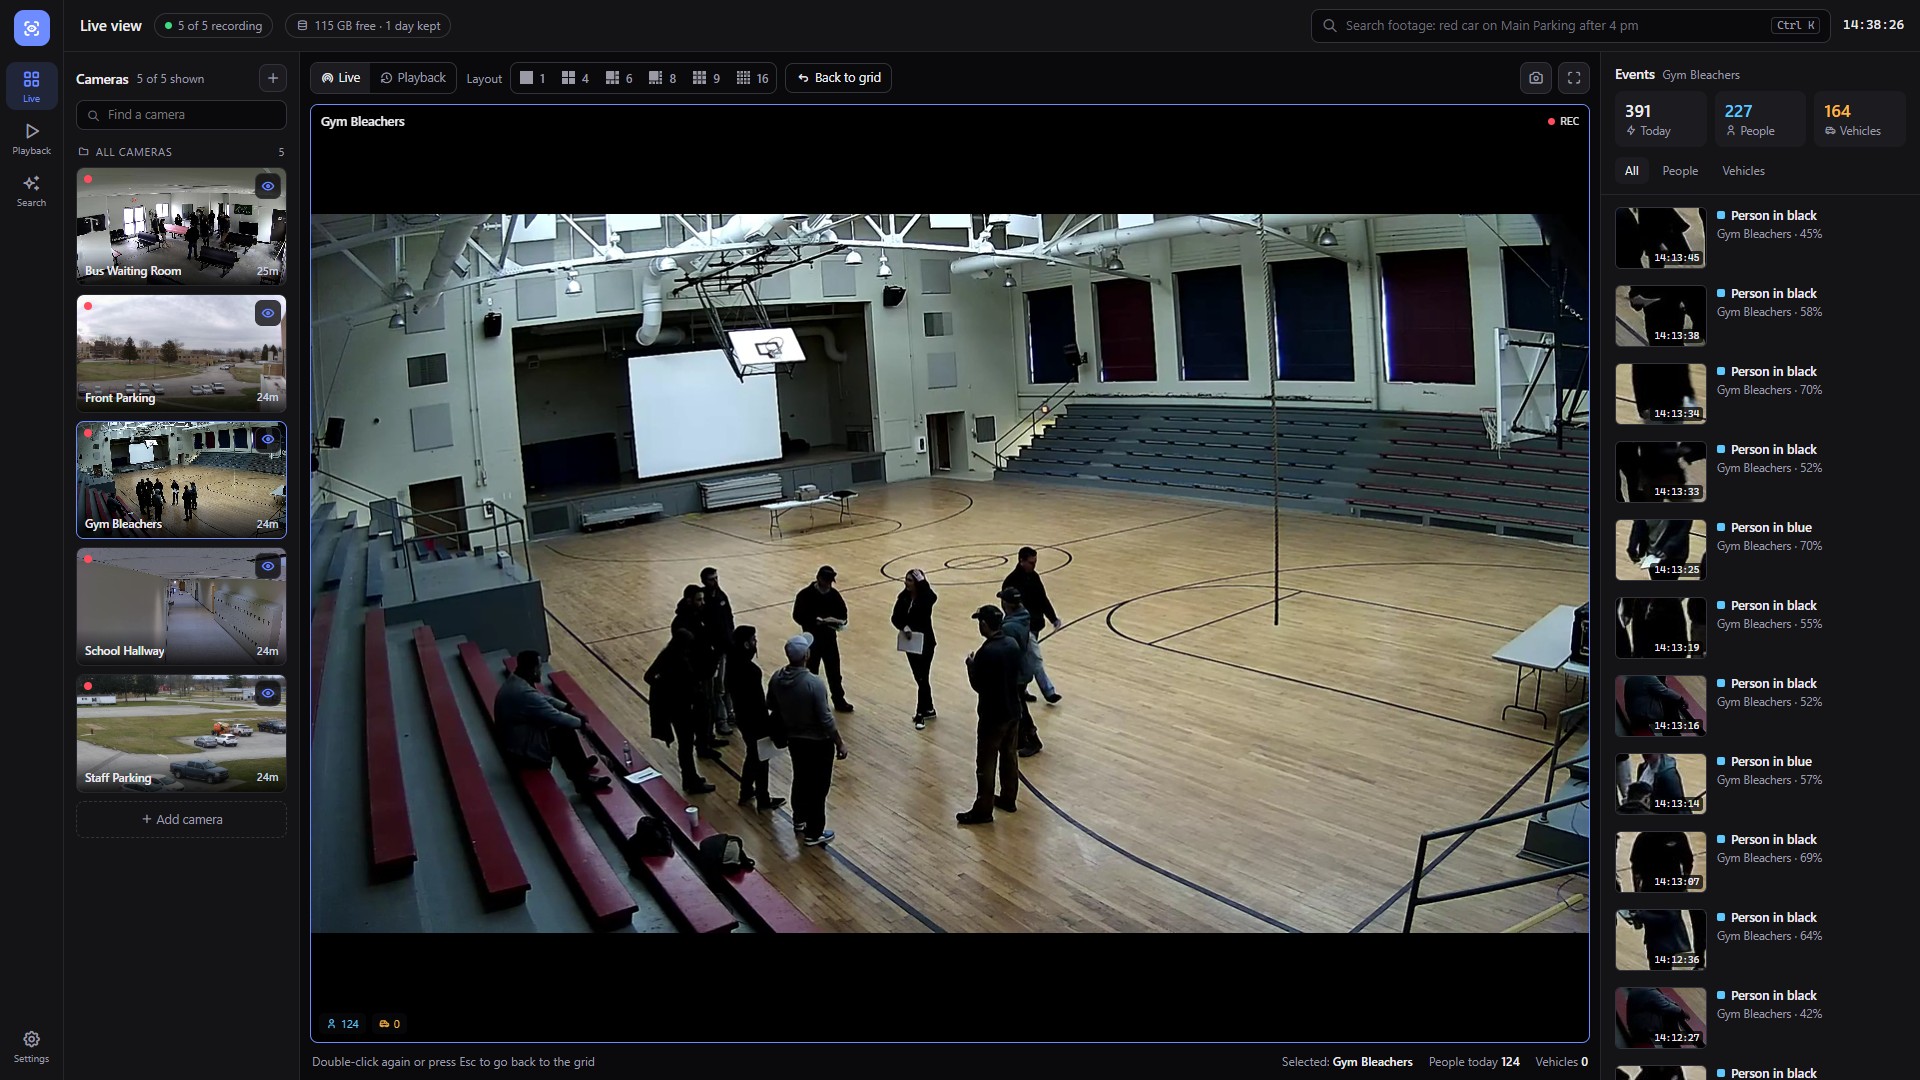 Live view
5 of 5 recording
115 GB free · 1 day kept
Search footage: red car on Main Parking after 4 pm
Ctrl K
14:38:26
Live
Playback
Search
Settings
Cameras 5 of 5 shown
Find a camera
ALL CAMERAS 5
Bus Waiting Room 25m
Front Parking 24m
Gym Bleachers 24m
School Hallway 24m
Staff Parking 24m
+ Add camera
Live
Playback
Layout
1
4
6
8
9
16
Back to grid
Gym Bleachers
REC
124
0
Double-click again or press Esc to go back to the grid
Selected: Gym Bleachers
People today 124
Vehicles 0
Events Gym Bleachers
391
Today
227
People
164
Vehicles
All
People
Vehicles
14:13:45
Person in black
Gym Bleachers · 45%
14:13:38
Person in black
Gym Bleachers · 58%
14:13:34
Person in black
Gym Bleachers · 70%
14:13:33
Person in black
Gym Bleachers · 52%
14:13:25
Person in blue
Gym Bleachers · 70%
14:13:19
Person in black
Gym Bleachers · 55%
14:13:16
Person in black
Gym Bleachers · 52%
14:13:14
Person in blue
Gym Bleachers · 57%
14:13:07
Person in black
Gym Bleachers · 69%
14:12:36
Person in black
Gym Bleachers · 64%
14:12:27
Person in black
Gym Bleachers · 42%
Person in black